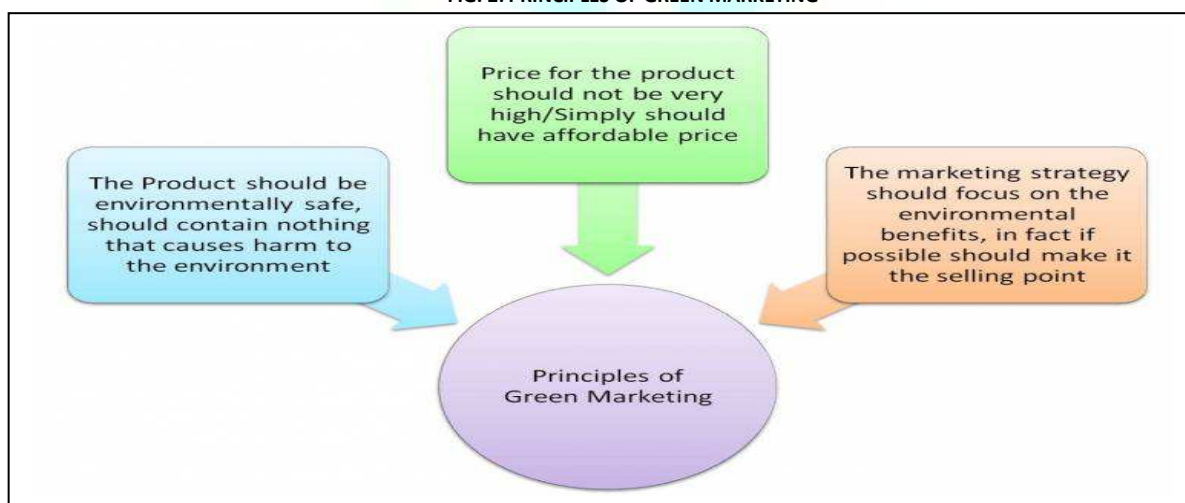 The Product should be
environmentally safe,
should contain nothing
that causes harm to
the environment
Price for the product
should not be very
high/Simply should
have affordable price
The marketing strategy
should focus on the
environmental
benefits, in fact if
possible should make it
the selling point
Principles of
Green Marketing